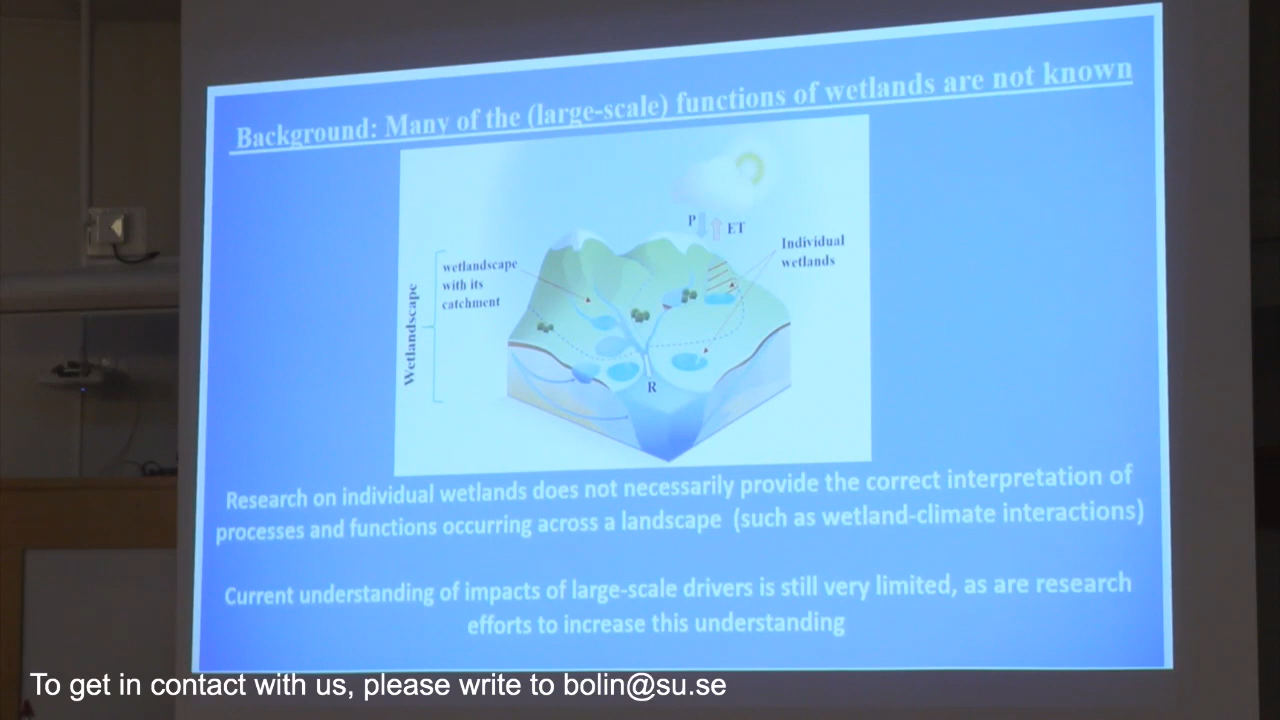 Background: Many of the (large-scale) functions of wetlands are not known
P
ET
Individual
wetlands
wetlandscape
with its
catchment
Wetlandscape
R
Research on individual wetlands does not necessarily provide the correct interpretation of
processes and functions occurring across a landscape (such as wetland-climate interactions)
Current understanding of impacts of large-scale drivers is still very limited, as are research
efforts to increase this understanding
To get in contact with us, please write to bolin@su.se